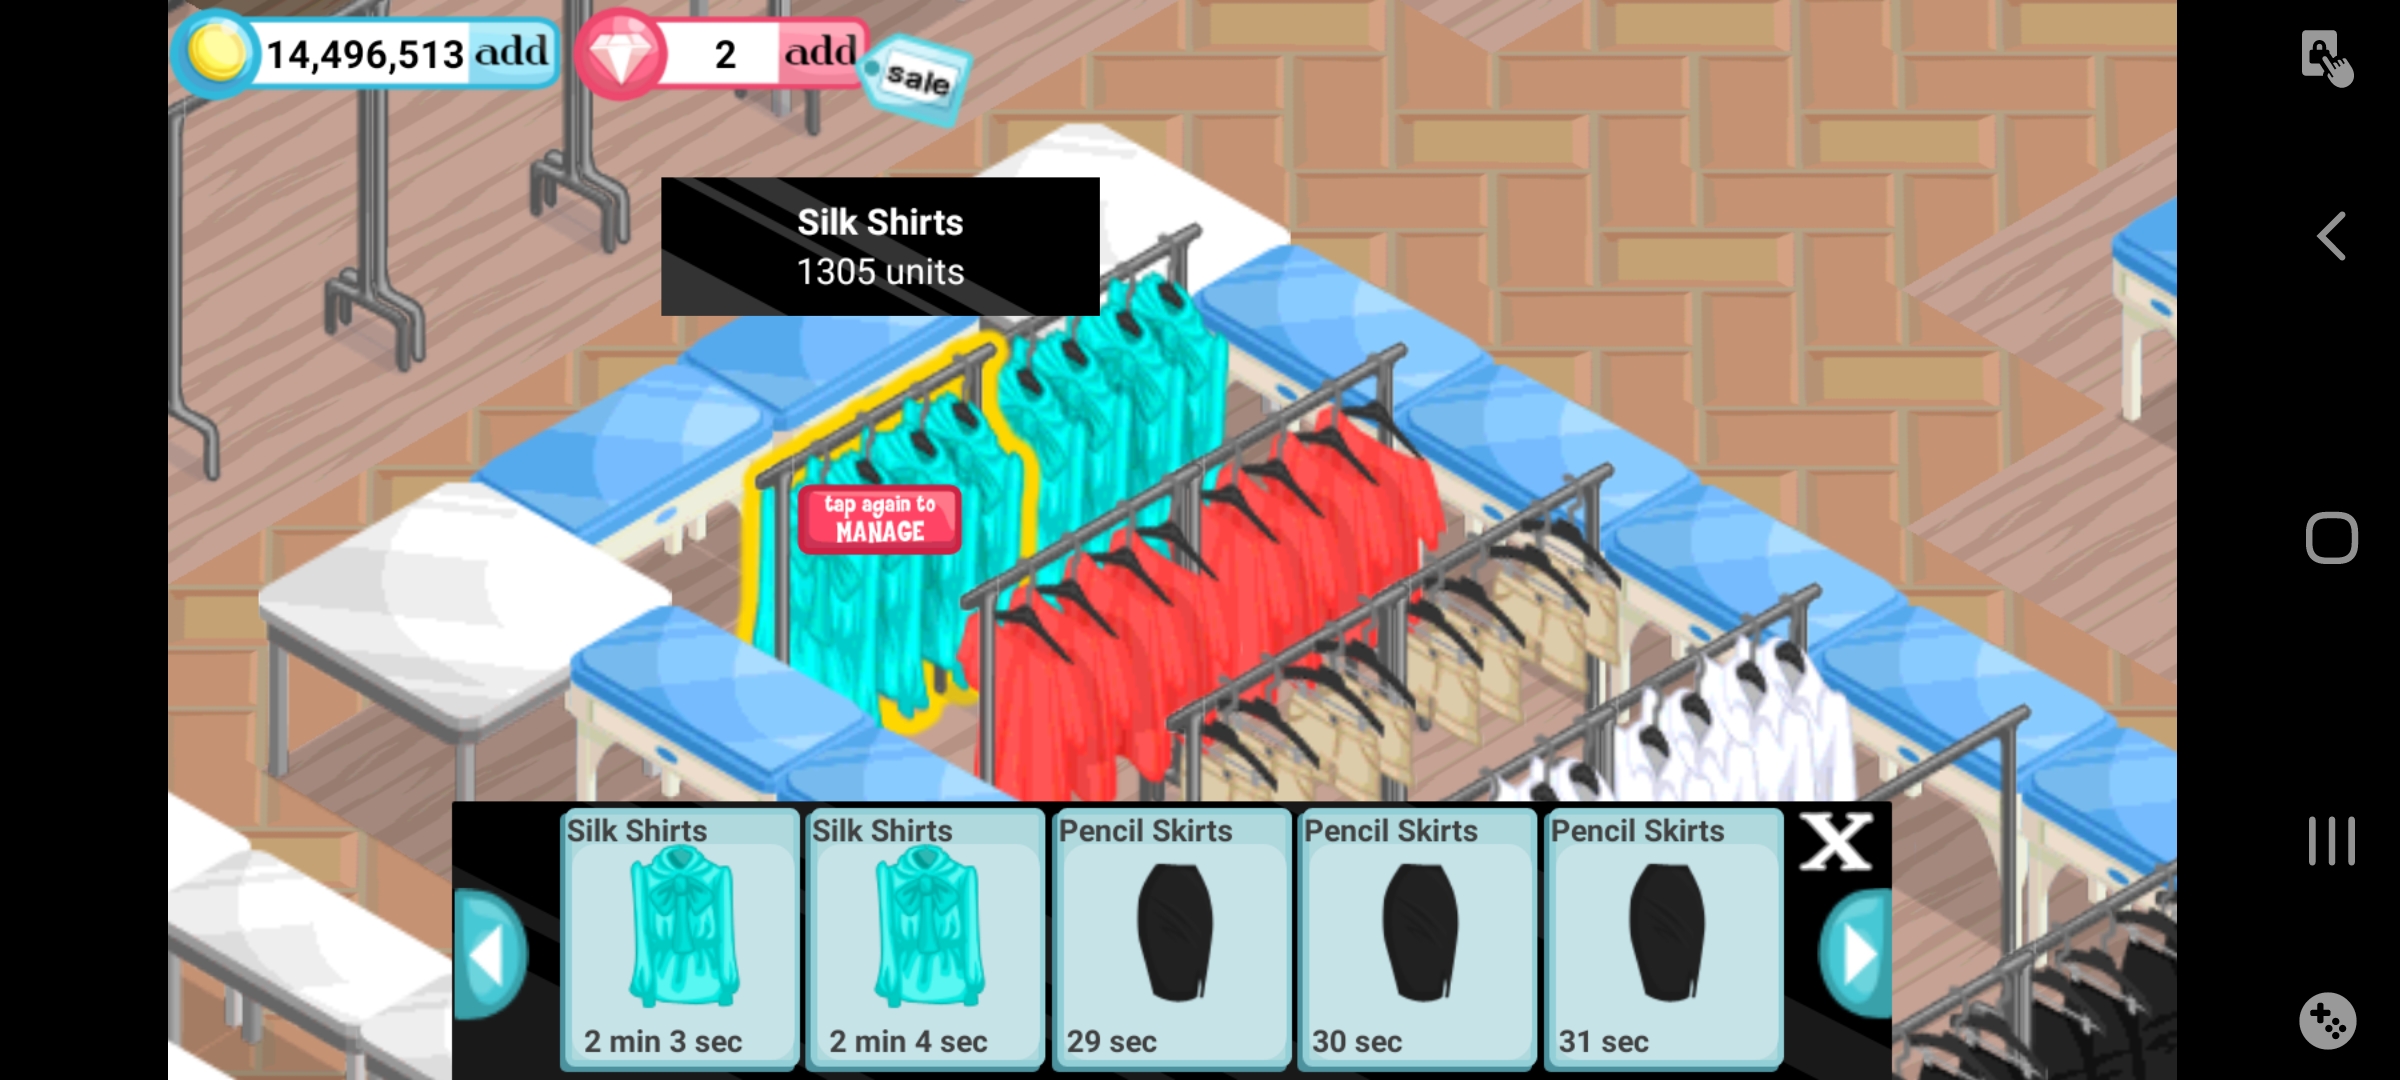 14,496,513 add
2 add
sale
Silk Shirts
1305 units
tap again to
MANAGE
Silk Shirts
2 min 3 sec
Silk Shirts
2 min 4 sec
Pencil Skirts
29 sec
Pencil Skirts
30 sec
Pencil Skirts
31 sec
X